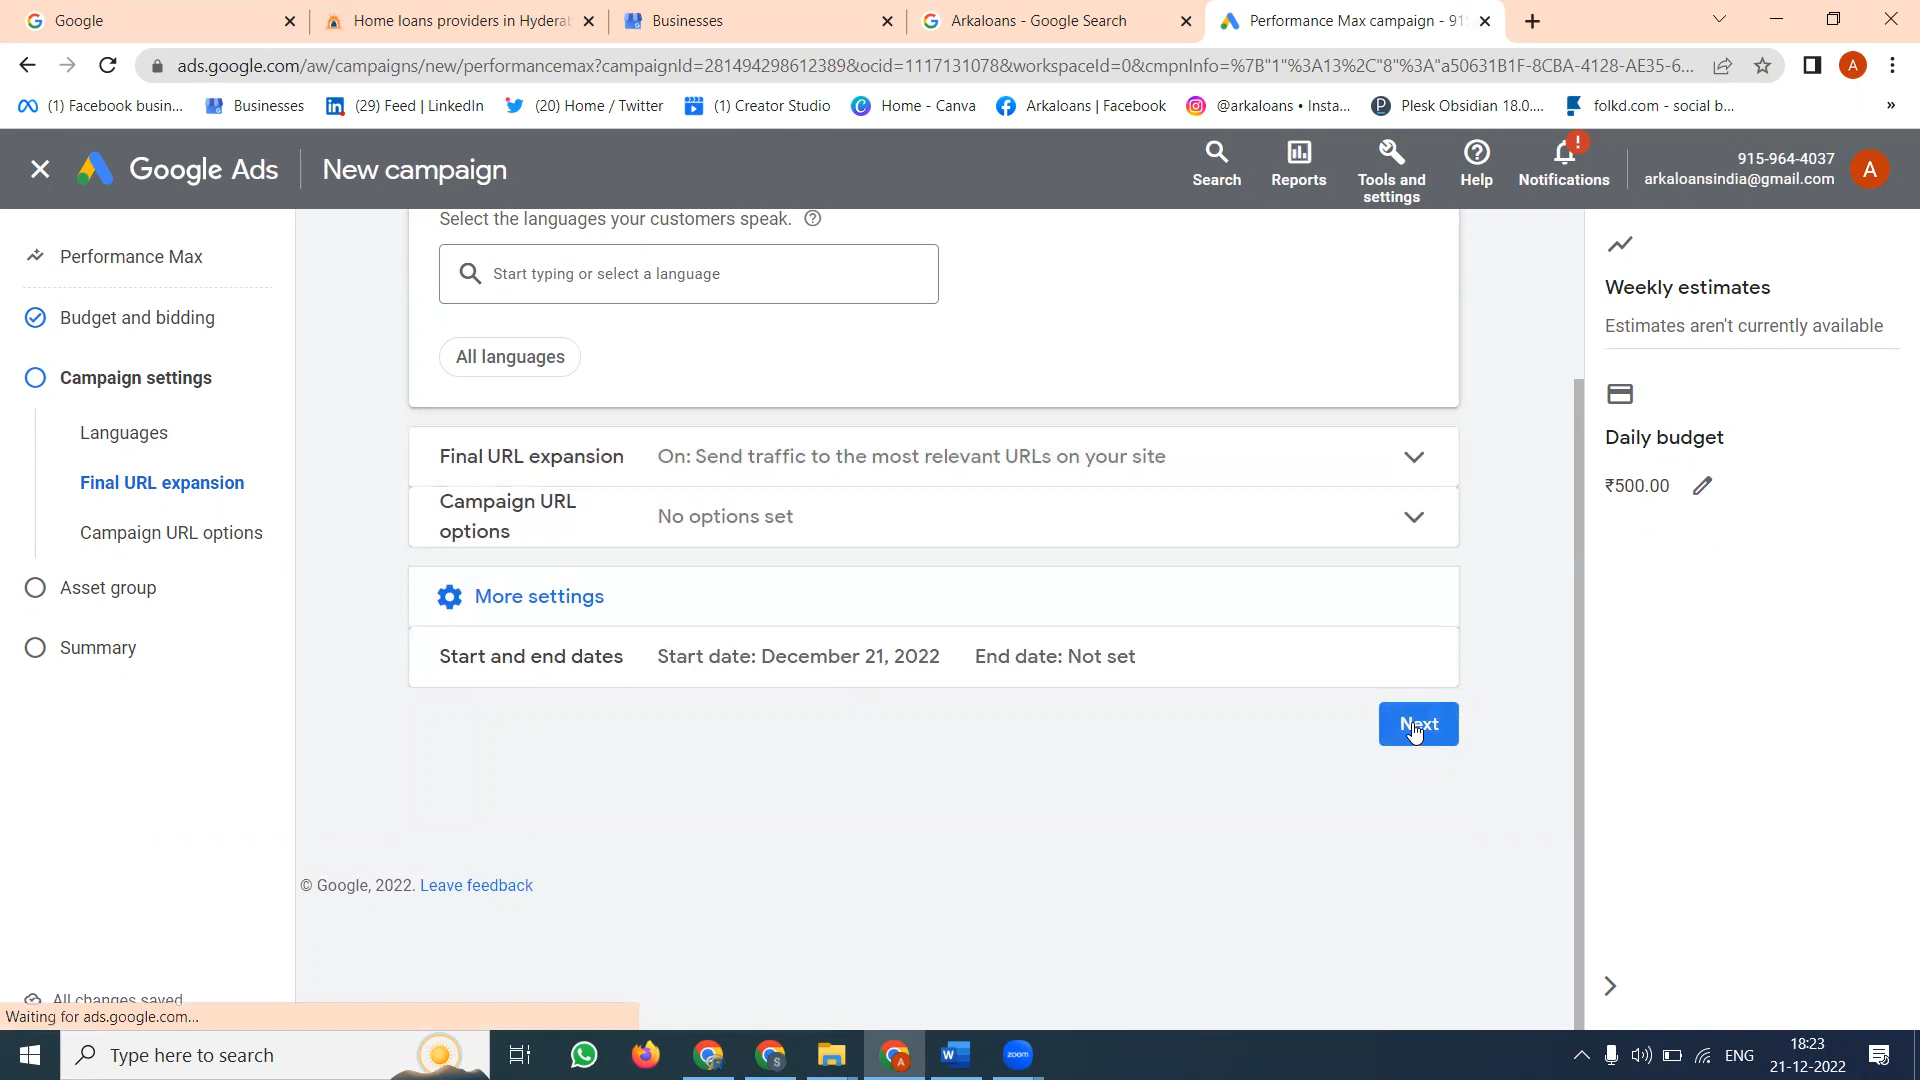 Google
Home loans providers in Hyderab
Businesses
Arkaloans - Google Search
Performance Max campaign - 915
ads.google.com/aw/campaigns/new/performancemax?campaignId=281494298612389&ocid=1117131078&workspaceId=0&cmpnInfo=%7B"1"%3A13%2C"8"%3A"a50631B1F-8CBA-4128-AE35-6...
A
(1) Facebook busin...
Businesses
(29) Feed | LinkedIn
(20) Home / Twitter
(1) Creator Studio
Home - Canva
Arkaloans | Facebook
@arkaloans • Insta...
Plesk Obsidian 18.0....
folkd.com - social b...
»
Google Ads
New campaign
Search
Reports
Tools and
settings
Help
!
Notifications
915-964-4037
arkaloansindia@gmail.com
A
Performance Max
Budget and bidding
Campaign settings
Languages
Final URL expansion
Campaign URL options
Asset group
Summary
All changes saved
Select the languages your customers speak.
Start typing or select a language
All languages
Final URL expansion
On: Send traffic to the most relevant URLs on your site
Campaign URL
options
No options set
More settings
Start and end dates
Start date: December 21, 2022
End date: Not set
Next
© Google, 2022. Leave feedback
Weekly estimates
Estimates aren't currently available
Daily budget
₹500.00
Waiting for ads.google.com...
Type here to search
S
A
W
zoom
ENG
18:23
21-12-2022